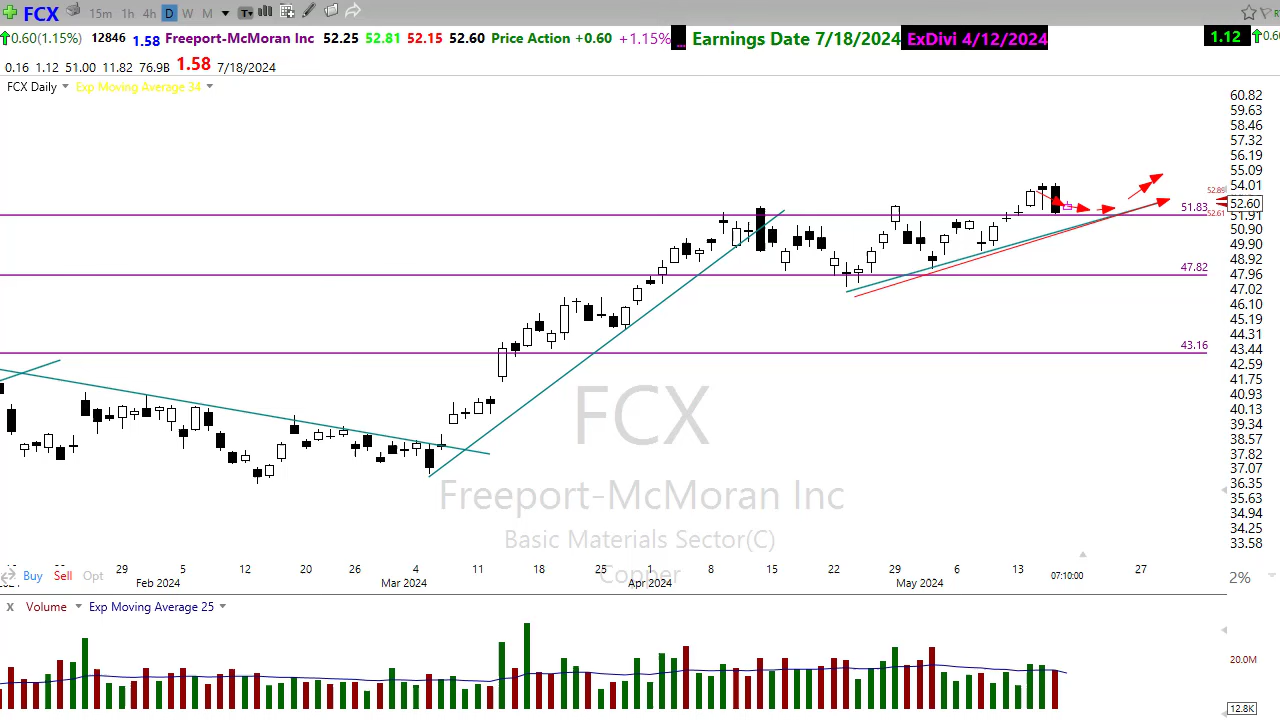 FCX 15m 1h 4h D W M T
0.60(1.15%) 12846 1.58 Freeport-McMoran Inc 52.25 52.81 52.15 52.60 Price Action +0.60 +1.15% ... Earnings Date 7/18/2024 ExDivi 4/12/2024 1.12
0.16 1.12 51.00 11.82 76.9B 1.58 7/18/2024
FCX Daily Exp Moving Average 34
60.82
59.63
58.46
57.32
56.19
55.09
54.01
52.89
52.60
52.61
51.83
51.91
50.90
49.90
48.92
47.82
47.96
47.02
46.10
45.19
44.31
43.16
43.44
42.59
41.75
40.93
40.13
39.34
38.57
37.82
37.07
36.35
35.63
34.94
34.25
33.58
FCX
Freeport-McMoran Inc
Basic Materials Sector(C)
Copper
29 5 12 20 26 4 11 18 25 1 8 15 22 29 6 13 27
Feb 2024 Mar 2024 Apr 2024 May 2024 07:10:00
Buy Sell Opt
2%
X Volume Exp Moving Average 25
20.0M
12.8K